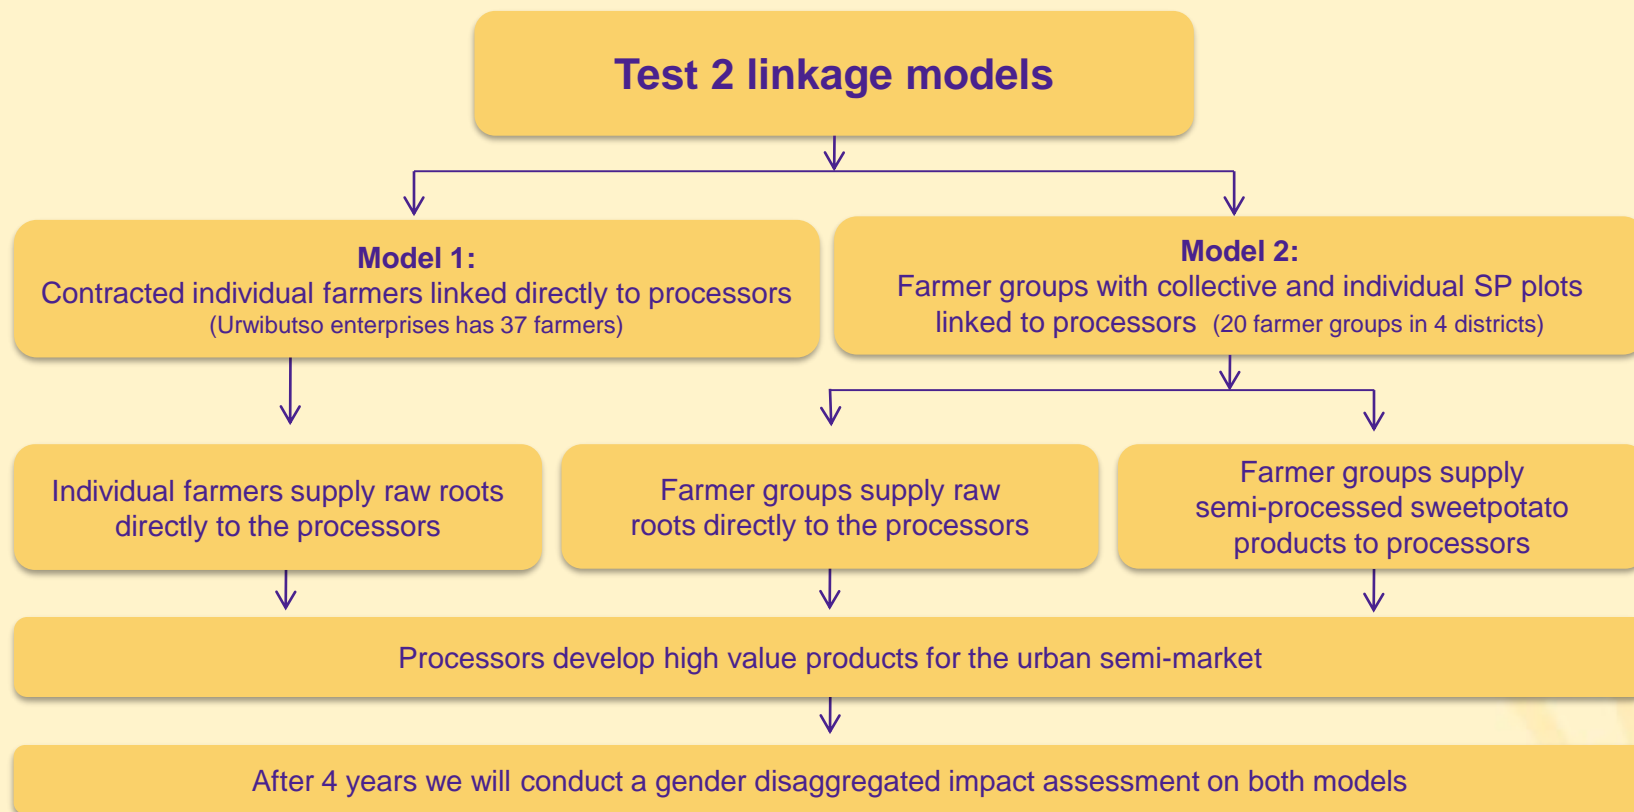 Test 2 linkage models
Model 1:
Contracted individual farmers linked directly to processors
(Urwibutso enterprises has 37 farmers)
Model 2:
Farmer groups with collective and individual SP plots
linked to processors (20 farmer groups in 4 districts)
Individual farmers supply raw roots
directly to the processors
Farmer groups supply raw
roots directly to the processors
Farmer groups supply
semi-processed sweetpotato
products to processors
Processors develop high value products for the urban semi-market
After 4 years we will conduct a gender disaggregated impact assessment on both models